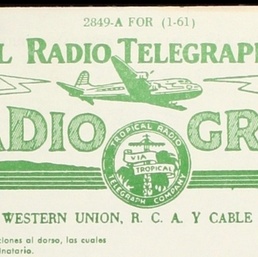 2849-A FOR (1-61)
L RADIO TELEGRAPH
ADIO GR
TROPICAL RADIO
VIA
TROPICAL
TELEGRAPH COMPANY
WESTERN UNION, R. C. A. Y CABLE
ciones al dorso, las cuales
inatario.